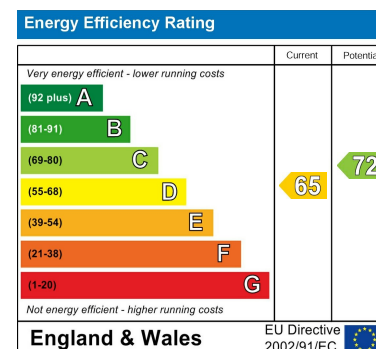 Energy Efficiency Rating
Current Potentia
Very energy efficient - lower running costs
(92 plus) A
(81-91) B
(69-80) C
72
(55-68) D
65
(39-54) E
(21-38) F
(1-20) G
Not energy efficient - higher running costs
England & Wales
EU Directive
2002/91/EC